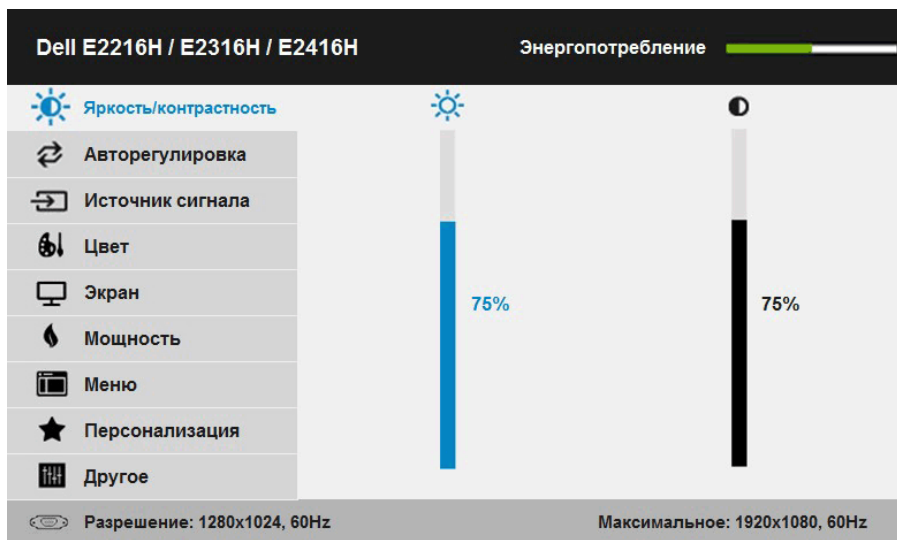 Dell E2216H / E2316H / E2416H
Энергопотребление
Яркость/контрастность
Авторегулировка
Источник сигнала
Цвет
Экран
75%
75%
Мощность
Меню
Персонализация
Другое
Разрешение: 1280x1024, 60Hz
Максимальное: 1920x1080, 60Hz